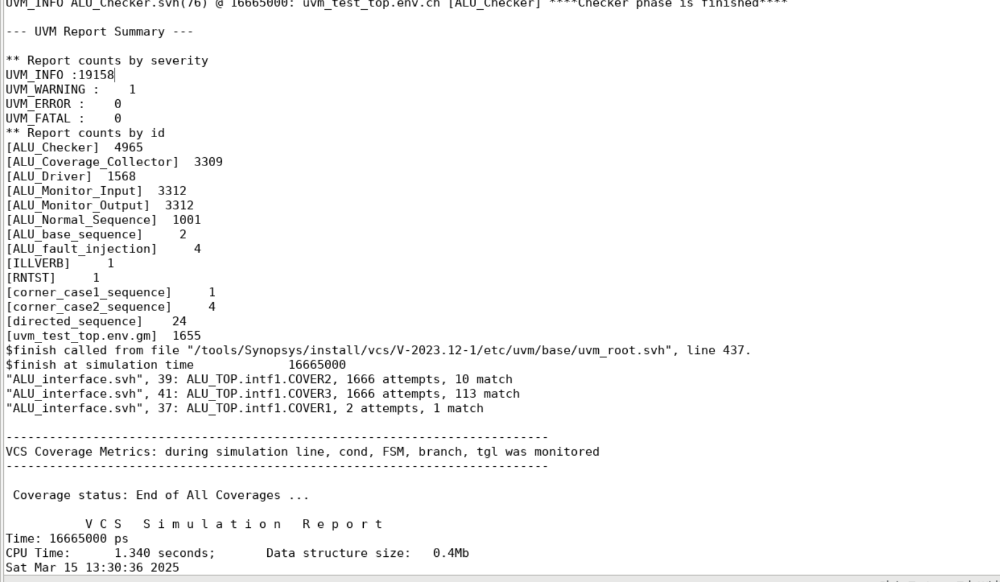 UVM_INFO ALU_Checker.svh(76) @ 16665000: uvm_test_top.env.ch [ALU_Checker] ****Checker phase is finished****
--- UVM Report Summary ---
** Report counts by severity
UVM_INFO :19158
UVM_WARNING :    1
UVM_ERROR :    0
UVM_FATAL :    0
** Report counts by id
[ALU_Checker]  4965
[ALU_Coverage_Collector]  3309
[ALU_Driver]  1568
[ALU_Monitor_Input]  3312
[ALU_Monitor_Output]  3312
[ALU_Normal_Sequence]  1001
[ALU_base_sequence]     2
[ALU_fault_injection]     4
[ILLVERB]     1
[RNTST]     1
[corner_case1_sequence]     1
[corner_case2_sequence]     4
[directed_sequence]    24
[uvm_test_top.env.gm]  1655
$finish called from file "/tools/Synopsys/install/vcs/V-2023.12-1/etc/uvm/base/uvm_root.svh", line 437.
$finish at simulation time             16665000
"ALU_interface.svh", 39: ALU_TOP.intf1.COVER2, 1666 attempts, 10 match
"ALU_interface.svh", 41: ALU_TOP.intf1.COVER3, 1666 attempts, 113 match
"ALU_interface.svh", 37: ALU_TOP.intf1.COVER1, 2 attempts, 1 match
---------------------------------------------------------------------------
VCS Coverage Metrics: during simulation line, cond, FSM, branch, tgl was monitored
---------------------------------------------------------------------------
Coverage status: End of All Coverages ...
V C S   S i m u l a t i o n   R e p o r t
Time: 16665000 ps
CPU Time:      1.340 seconds;       Data structure size:   0.4Mb
Sat Mar 15 13:30:36 2025